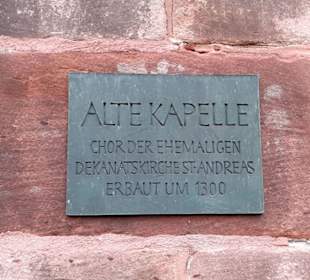 ALTE KAPELLE
CHOR DER EHEMALIGEN
DEKANATSKIRCHE ST·ANDREAS
ERBAUT UM 1300